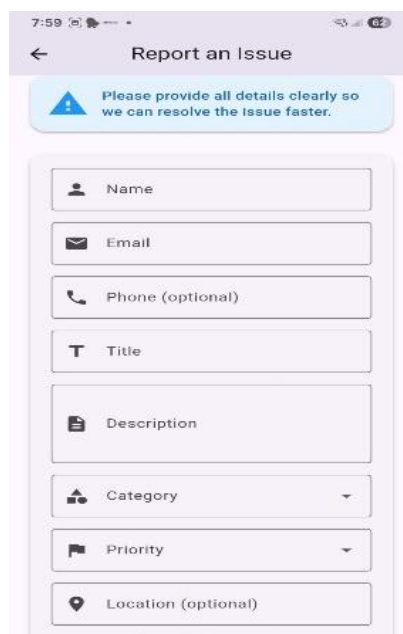 7:59
62
Report an Issue
Please provide all details clearly so
we can resolve the Issue faster.
Name
Email
Phone (optional)
Title
Description
Category
Priority
Location (optional)